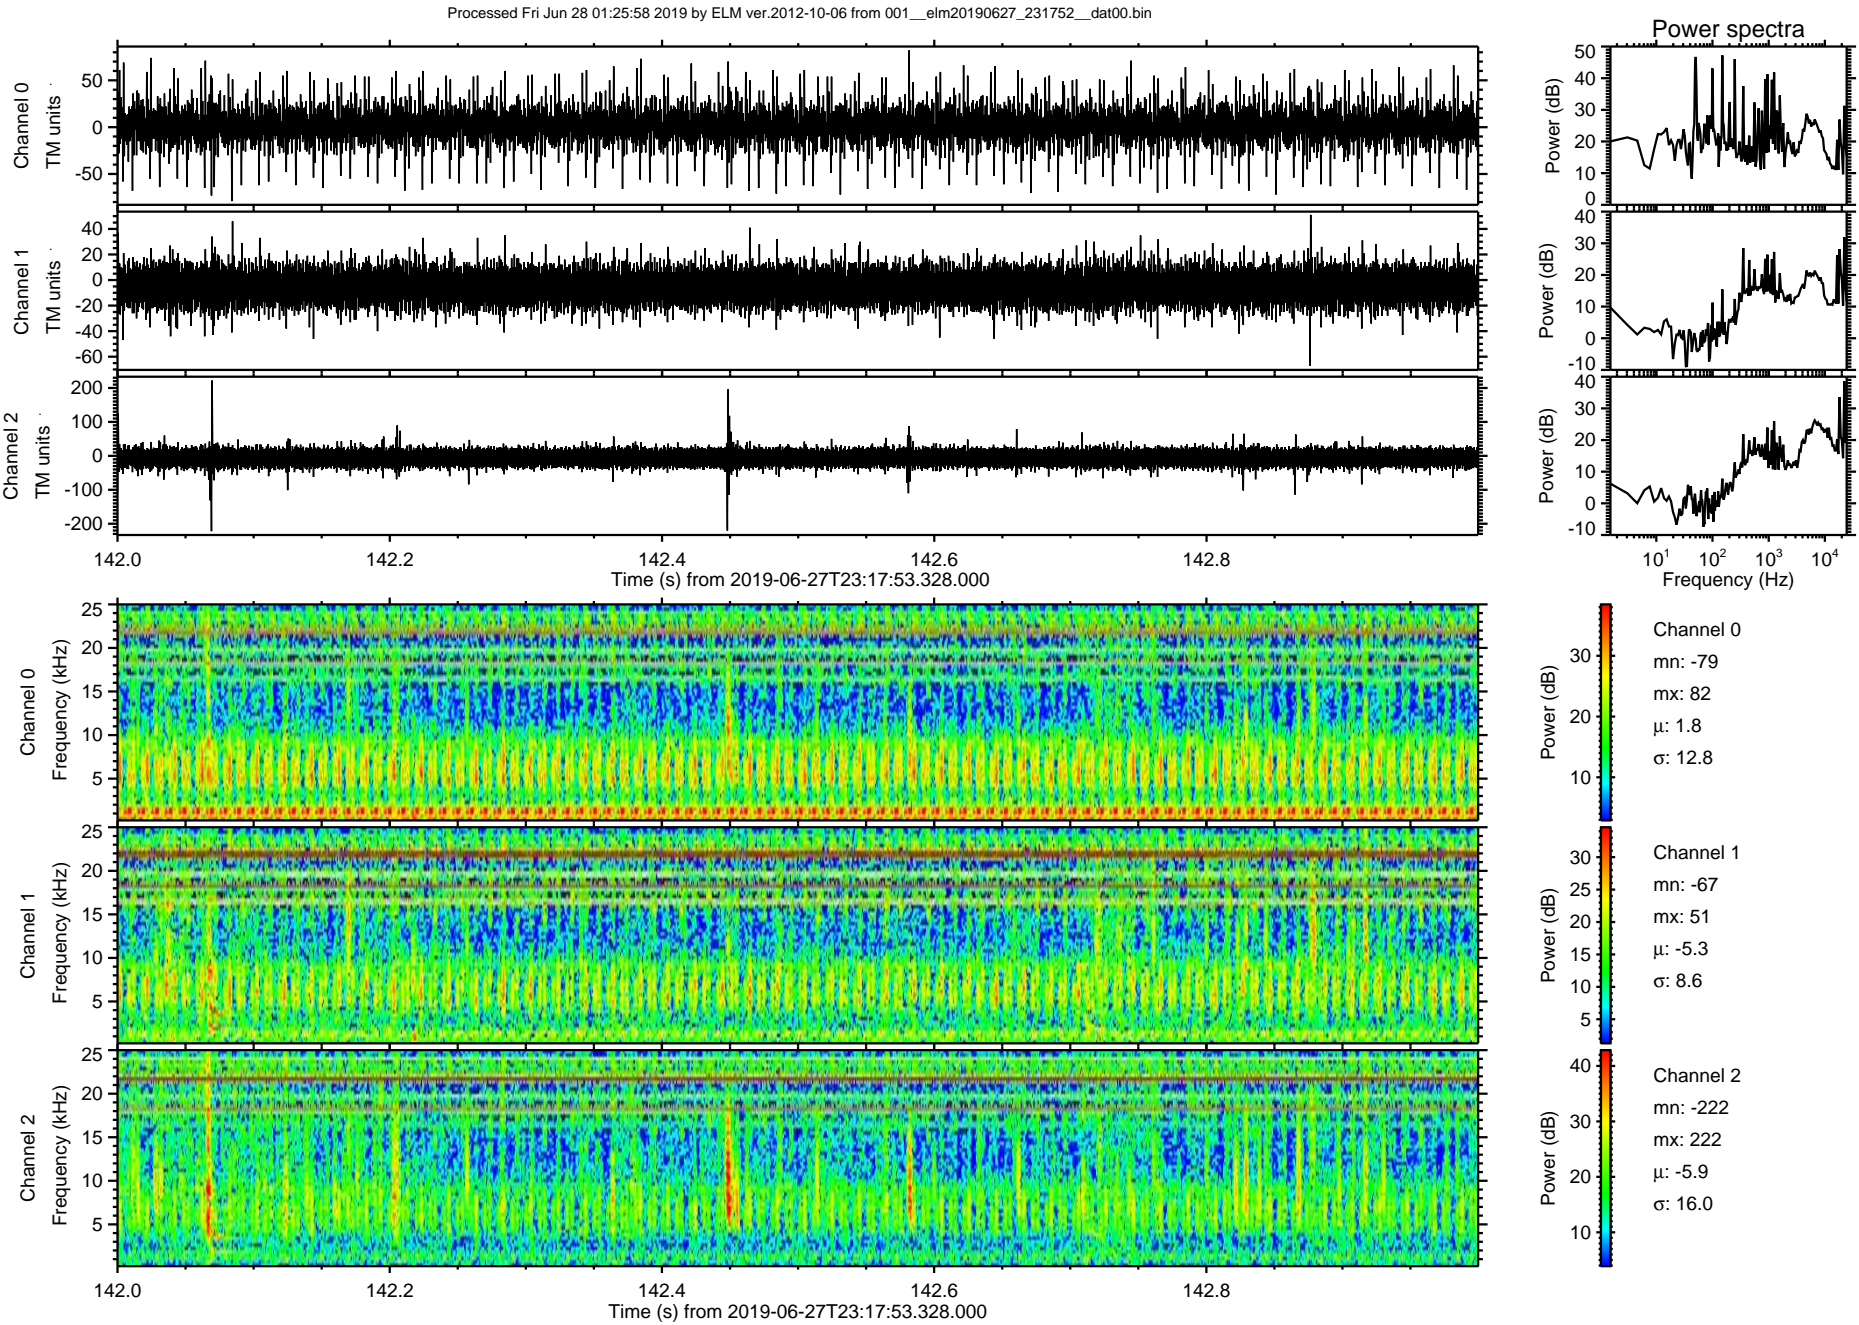 Processed Fri Jun 28 01:25:58 2019 by ELM ver.2012-10-06 from 001__elm20190627_231752__dat00.bin
Power spectra
Channel 0
TM units
50
0
-50
Power (dB)
50
40
30
20
10
0
Channel 1
TM units
40
20
0
-20
-40
-60
Power (dB)
40
30
20
10
0
-10
Channel 2
TM units
200
100
0
-100
-200
Power (dB)
40
30
20
10
0
-10
142.0 142.2 142.4 142.6 142.8
Time (s) from 2019-06-27T23:17:53.328.000
10¹ 10² 10³ 10⁴
Frequency (Hz)
Channel 0
Frequency (kHz)
25
20
15
10
5
Power (dB)
30
20
10
Channel 0
mn: -79
mx: 82
μ: 1.8
σ: 12.8
Channel 1
Frequency (kHz)
25
20
15
10
5
Power (dB)
30
25
20
15
10
5
Channel 1
mn: -67
mx: 51
μ: -5.3
σ: 8.6
Channel 2
Frequency (kHz)
25
20
15
10
5
Power (dB)
40
30
20
10
Channel 2
mn: -222
mx: 222
μ: -5.9
σ: 16.0
142.0 142.2 142.4 142.6 142.8
Time (s) from 2019-06-27T23:17:53.328.000